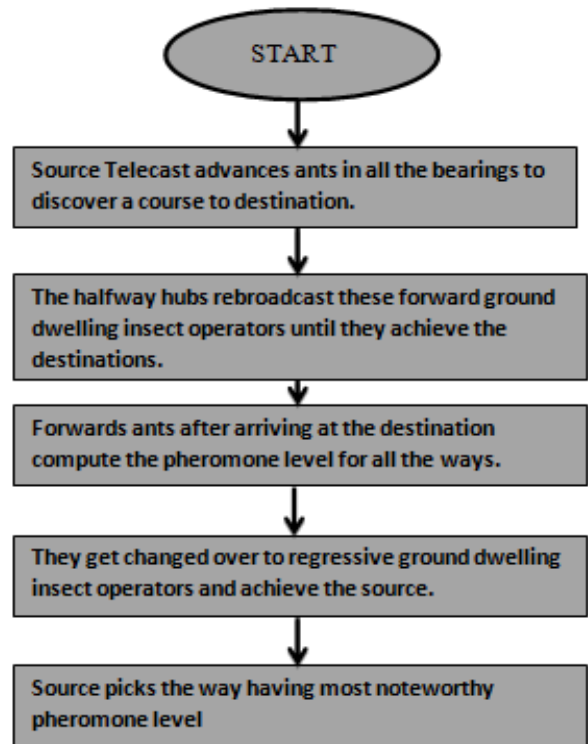 START
Source Telecast advances ants in all the bearings to
discover a course to destination.
The halfway hubs rebroadcast these forward ground
dwelling insect operators until they achieve the
destinations.
Forwards ants after arriving at the destination
compute the pheromone level for all the ways.
They get changed over to regressive ground dwelling
insect operators and achieve the source.
Source picks the way having most noteworthy
pheromone level